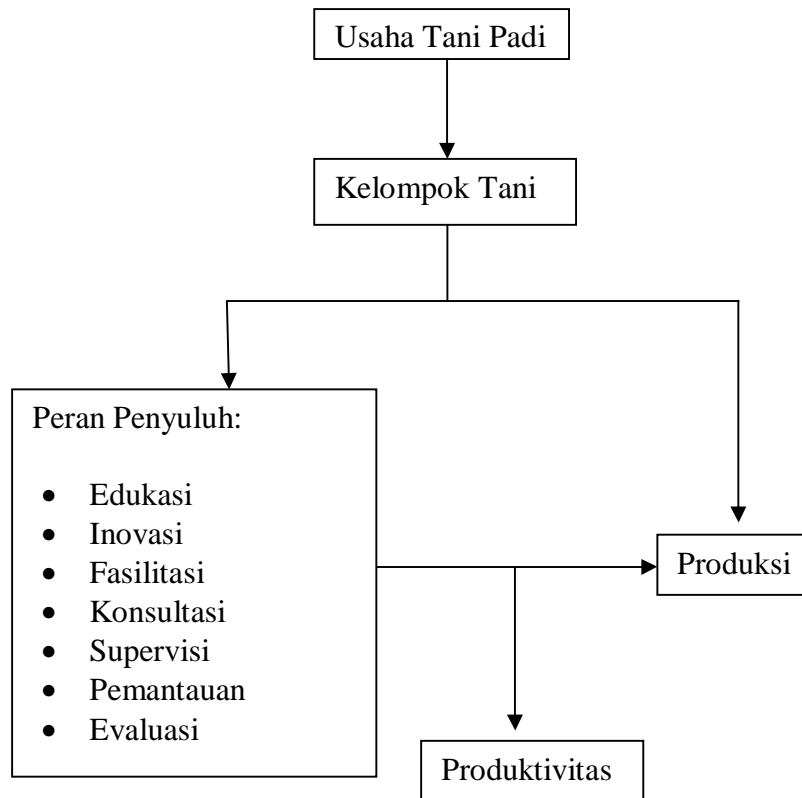 Usaha Tani Padi
Kelompok Tani
Peran Penyuluh:
• Edukasi
• Inovasi
• Fasilitasi
• Konsultasi
• Supervisi
• Pemantauan
• Evaluasi
Produksi
Produktivitas